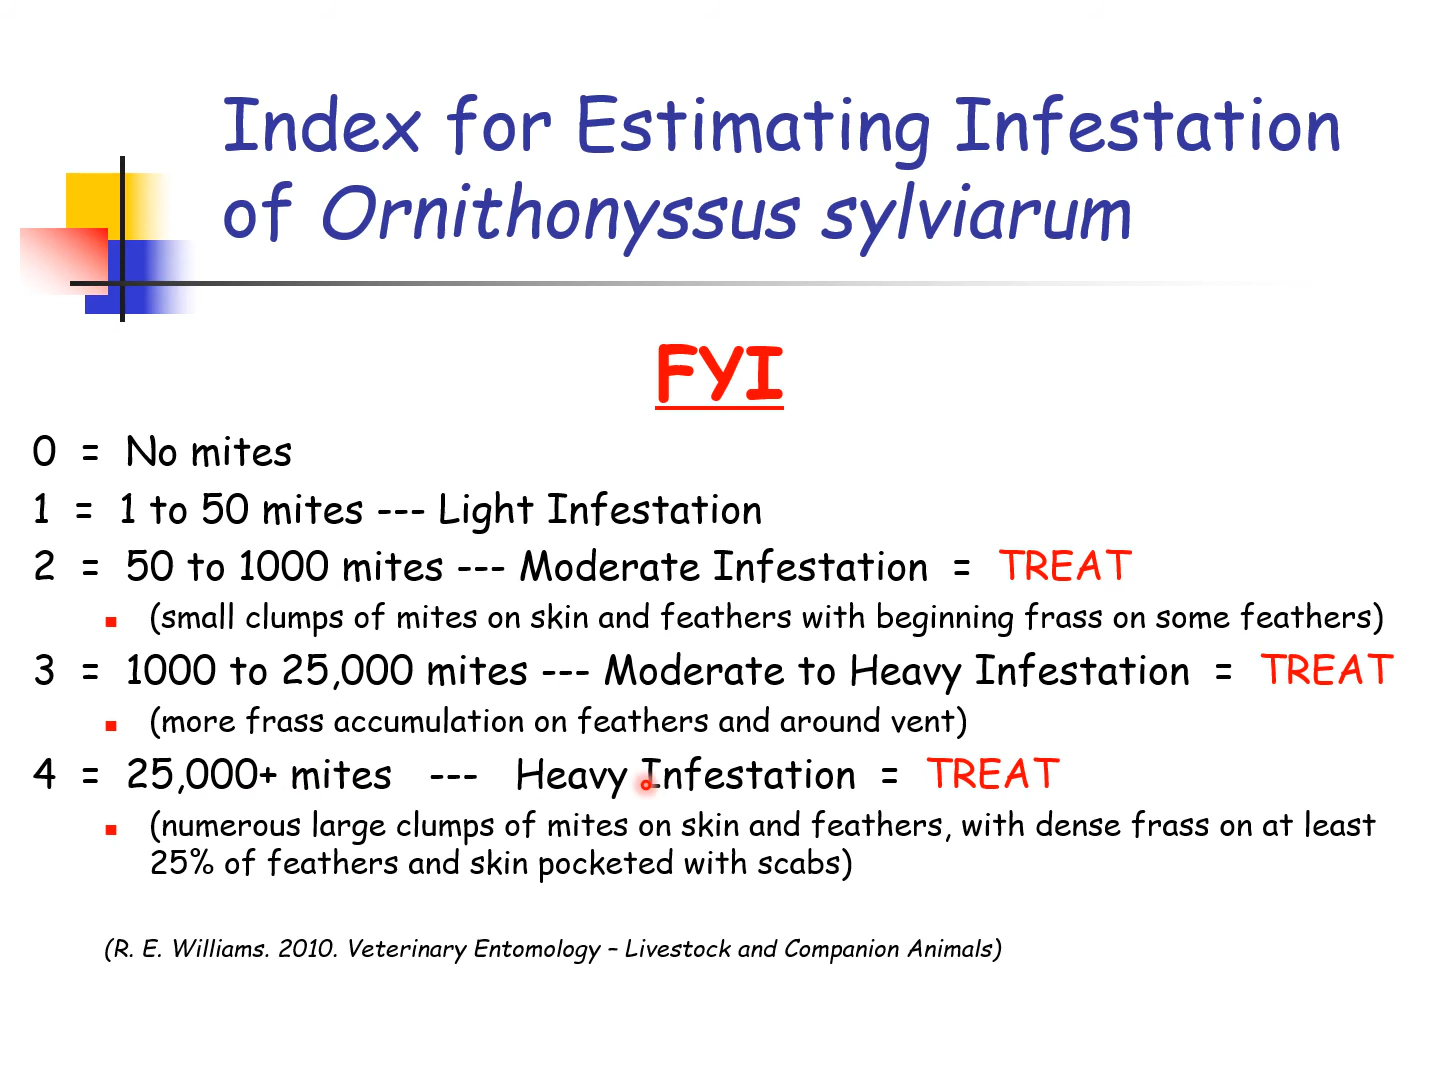 Index for Estimating Infestation
of Ornithonyssus sylviarum
FYI
0 = No mites
1 = 1 to 50 mites --- Light Infestation
2 = 50 to 1000 mites --- Moderate Infestation = TREAT
(small clumps of mites on skin and feathers with beginning frass on some feathers)
3 = 1000 to 25,000 mites --- Moderate to Heavy Infestation = TREAT
(more frass accumulation on feathers and around vent)
4 = 25,000+ mites --- Heavy Infestation = TREAT
(numerous large clumps of mites on skin and feathers, with dense frass on at least
25% of feathers and skin pocketed with scabs)
(R. E. Williams. 2010. Veterinary Entomology – Livestock and Companion Animals)